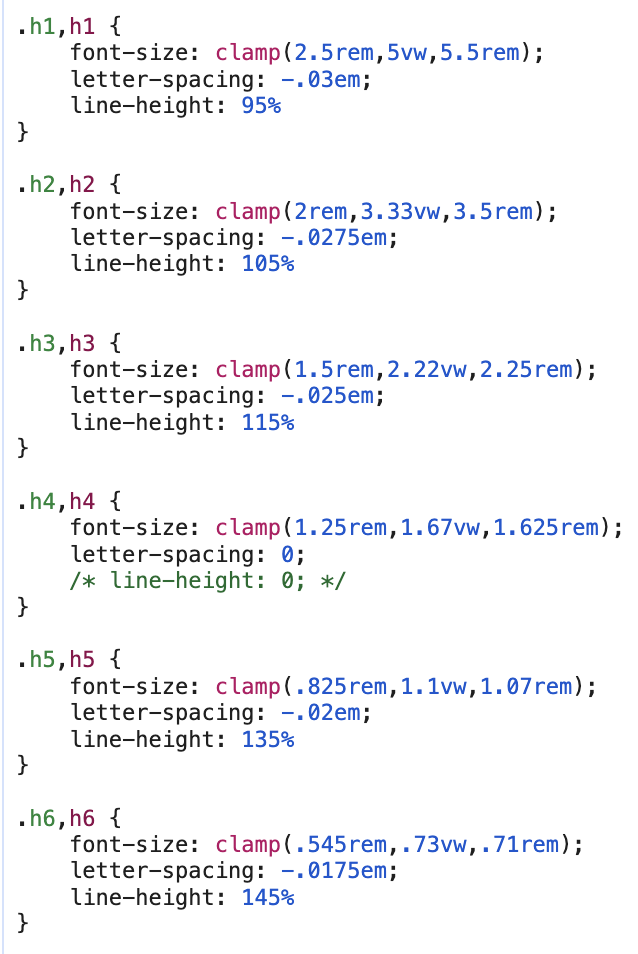 .h1,h1 {
    font-size: clamp(2.5rem,5vw,5.5rem);
    letter-spacing: -.03em;
    line-height: 95%
}

.h2,h2 {
    font-size: clamp(2rem,3.33vw,3.5rem);
    letter-spacing: -.0275em;
    line-height: 105%
}

.h3,h3 {
    font-size: clamp(1.5rem,2.22vw,2.25rem);
    letter-spacing: -.025em;
    line-height: 115%
}

.h4,h4 {
    font-size: clamp(1.25rem,1.67vw,1.625rem);
    letter-spacing: 0;
    /* line-height: 0; */
}

.h5,h5 {
    font-size: clamp(.825rem,1.1vw,1.07rem);
    letter-spacing: -.02em;
    line-height: 135%
}

.h6,h6 {
    font-size: clamp(.545rem,.73vw,.71rem);
    letter-spacing: -.0175em;
    line-height: 145%
}